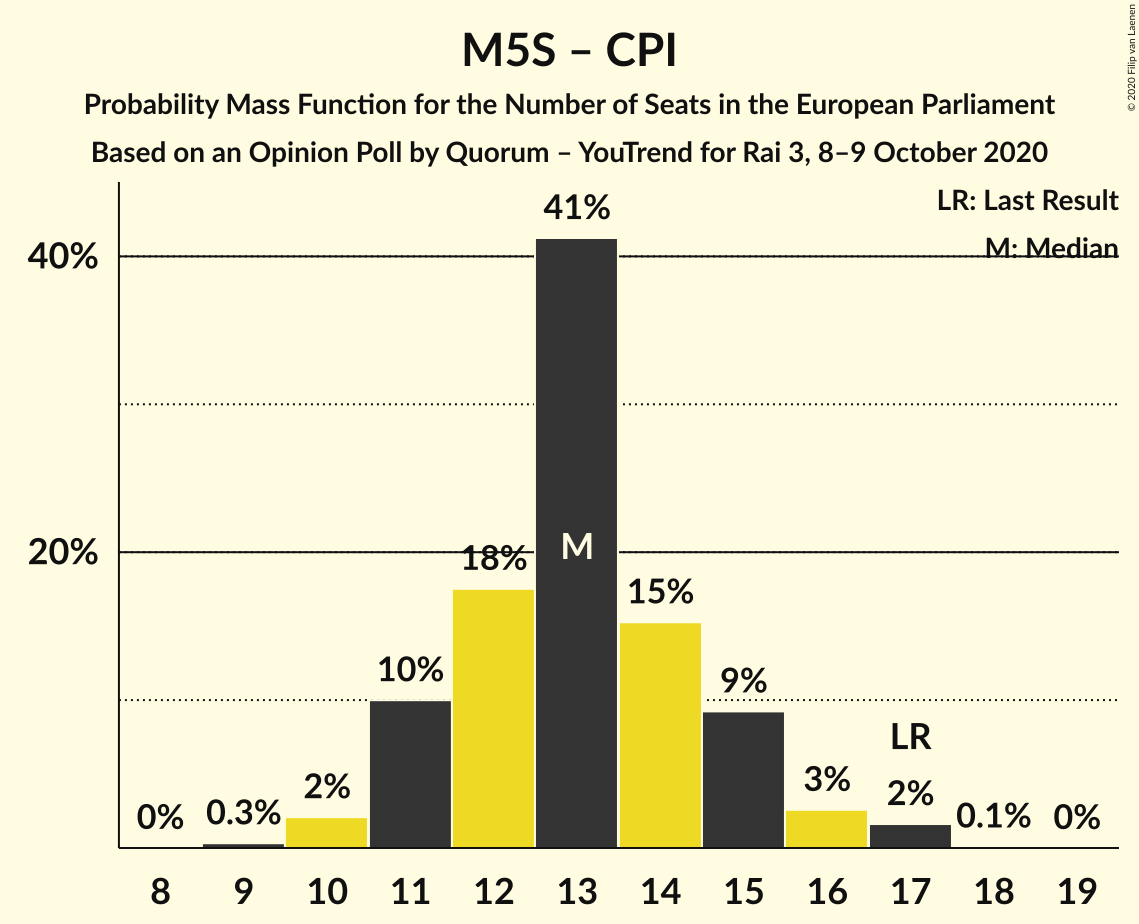 M5S – CPI
Probability Mass Function for the Number of Seats in the European Parliament
Based on an Opinion Poll by Quorum – YouTrend for Rai 3, 8–9 October 2020
© 2020 Filip van Laenen
LR: Last Result
M: Median
40%
20%
0%
0.3%
2%
10%
18%
41%
M
15%
9%
3%
LR
2%
0.1%
0%
8 9 10 11 12 13 14 15 16 17 18 19